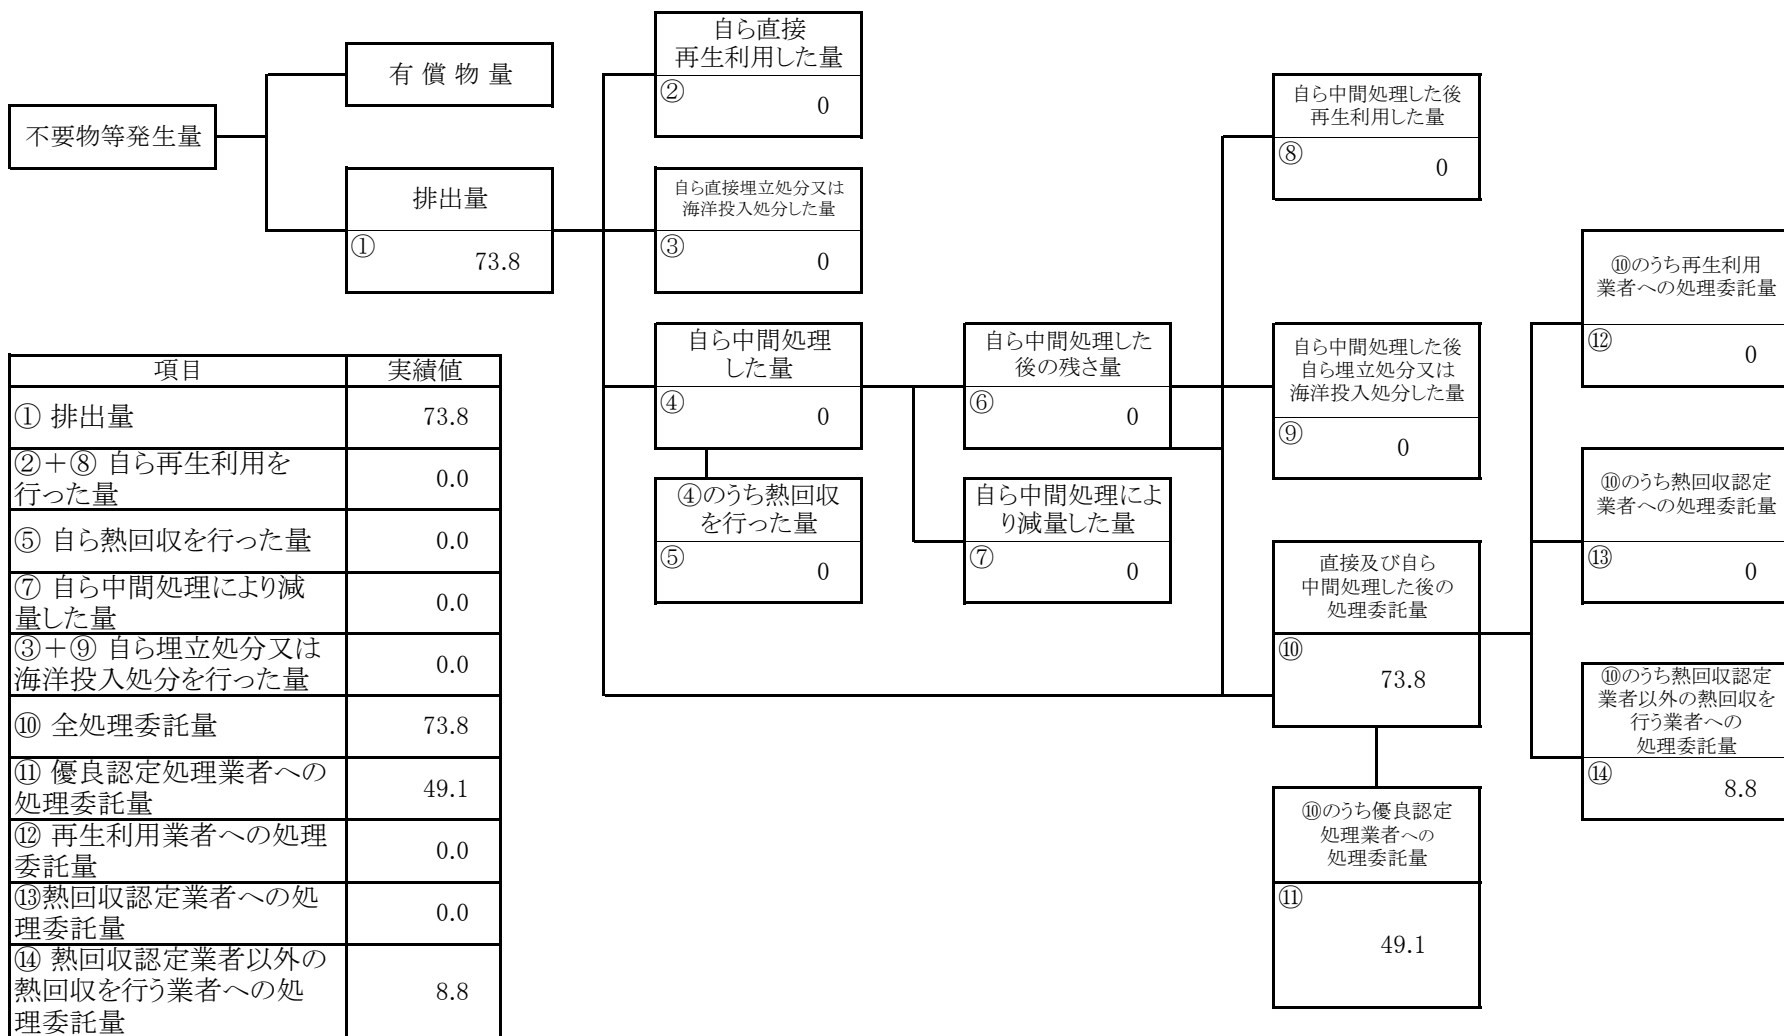 不要物等発生量
有償物量
排出量
①
73.8
自ら直接
再生利用した量
②
0
自ら直接埋立処分又は
海洋投入処分した量
③
0
自ら中間処理
した量
④
0
④のうち熱回収
を行った量
⑤
0
自ら中間処理した
後の残さ量
⑥
0
自ら中間処理によ
り減量した量
⑦
0
自ら中間処理した後
再生利用した量
⑧
0
自ら中間処理した後
自ら埋立処分又は
海洋投入処分した量
⑨
0
直接及び自ら
中間処理した後の
処理委託量
⑩
73.8
⑩のうち優良認定
処理業者への
処理委託量
⑪
49.1
⑩のうち再生利用
業者への処理委託量
⑫
0
⑩のうち熱回収認定
業者への処理委託量
⑬
0
⑩のうち熱回収認定
業者以外の熱回収を
行う業者への
処理委託量
⑭
8.8
項目 実績値
① 排出量 73.8
②＋⑧ 自ら再生利用を
行った量 0.0
⑤ 自ら熱回収を行った量 0.0
⑦ 自ら中間処理により減
量した量 0.0
③＋⑨ 自ら埋立処分又は
海洋投入処分を行った量 0.0
⑩ 全処理委託量 73.8
⑪ 優良認定処理業者への
処理委託量 49.1
⑫ 再生利用業者への処理
委託量 0.0
⑬熱回収認定業者への処
理委託量 0.0
⑭ 熱回収認定業者以外の
熱回収を行う業者への処
理委託量 8.8